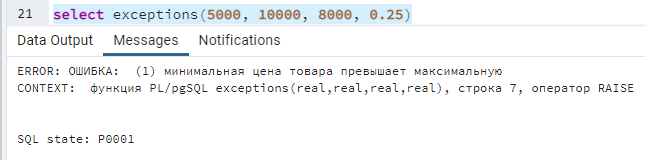 21 select exceptions(5000, 10000, 8000, 0.25)
Data Output Messages Notifications
ERROR: ОШИБКА: (1) минимальная цена товара превышает максимальную
CONTEXT: функция PL/pgSQL exceptions(real,real,real,real), строка 7, оператор RAISE
SQL state: P0001